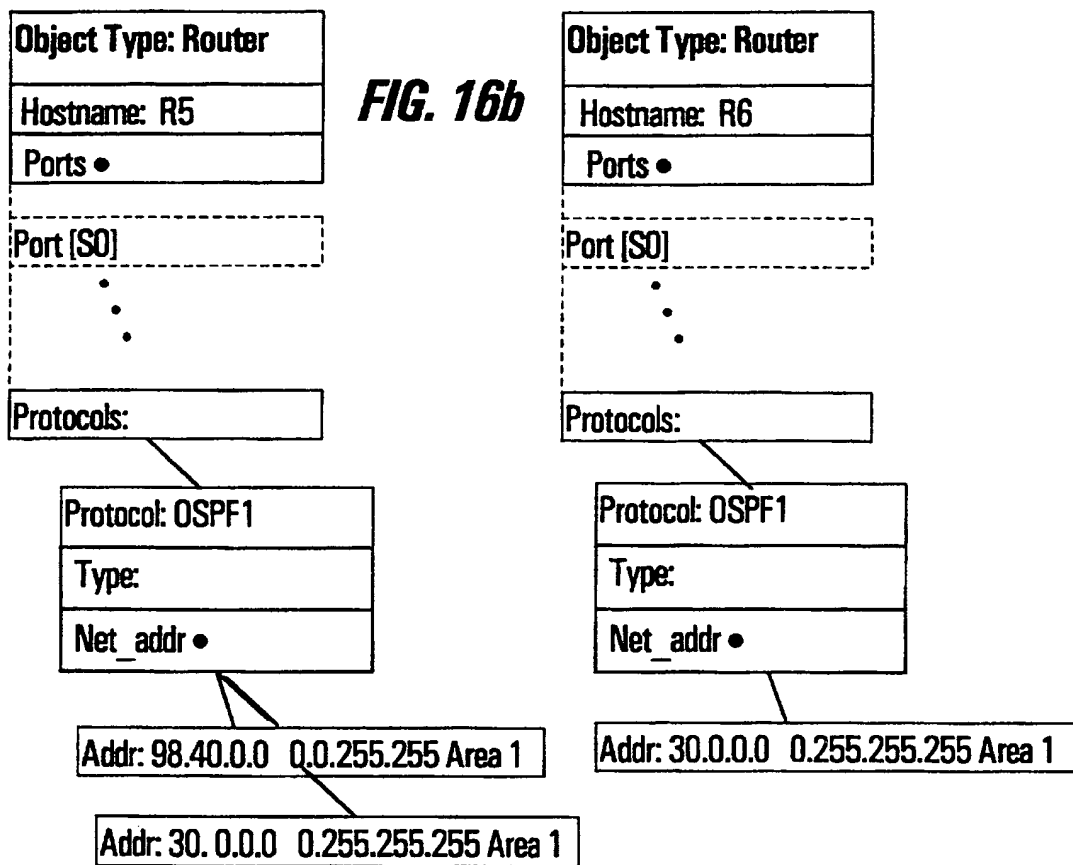 Object Type: Router
Hostname: R5
Ports •
Port [S0]
Protocols:
Protocol: OSPF1
Type:
Net_addr •
Addr: 98.40.0.0 0.0.255.255 Area 1
Addr: 30. 0.0.0 0.255.255.255 Area 1
FIG. 16b
Object Type: Router
Hostname: R6
Ports •
Port [S0]
Protocols:
Protocol: OSPF1
Type:
Net_addr •
Addr: 30.0.0.0 0.255.255.255 Area 1